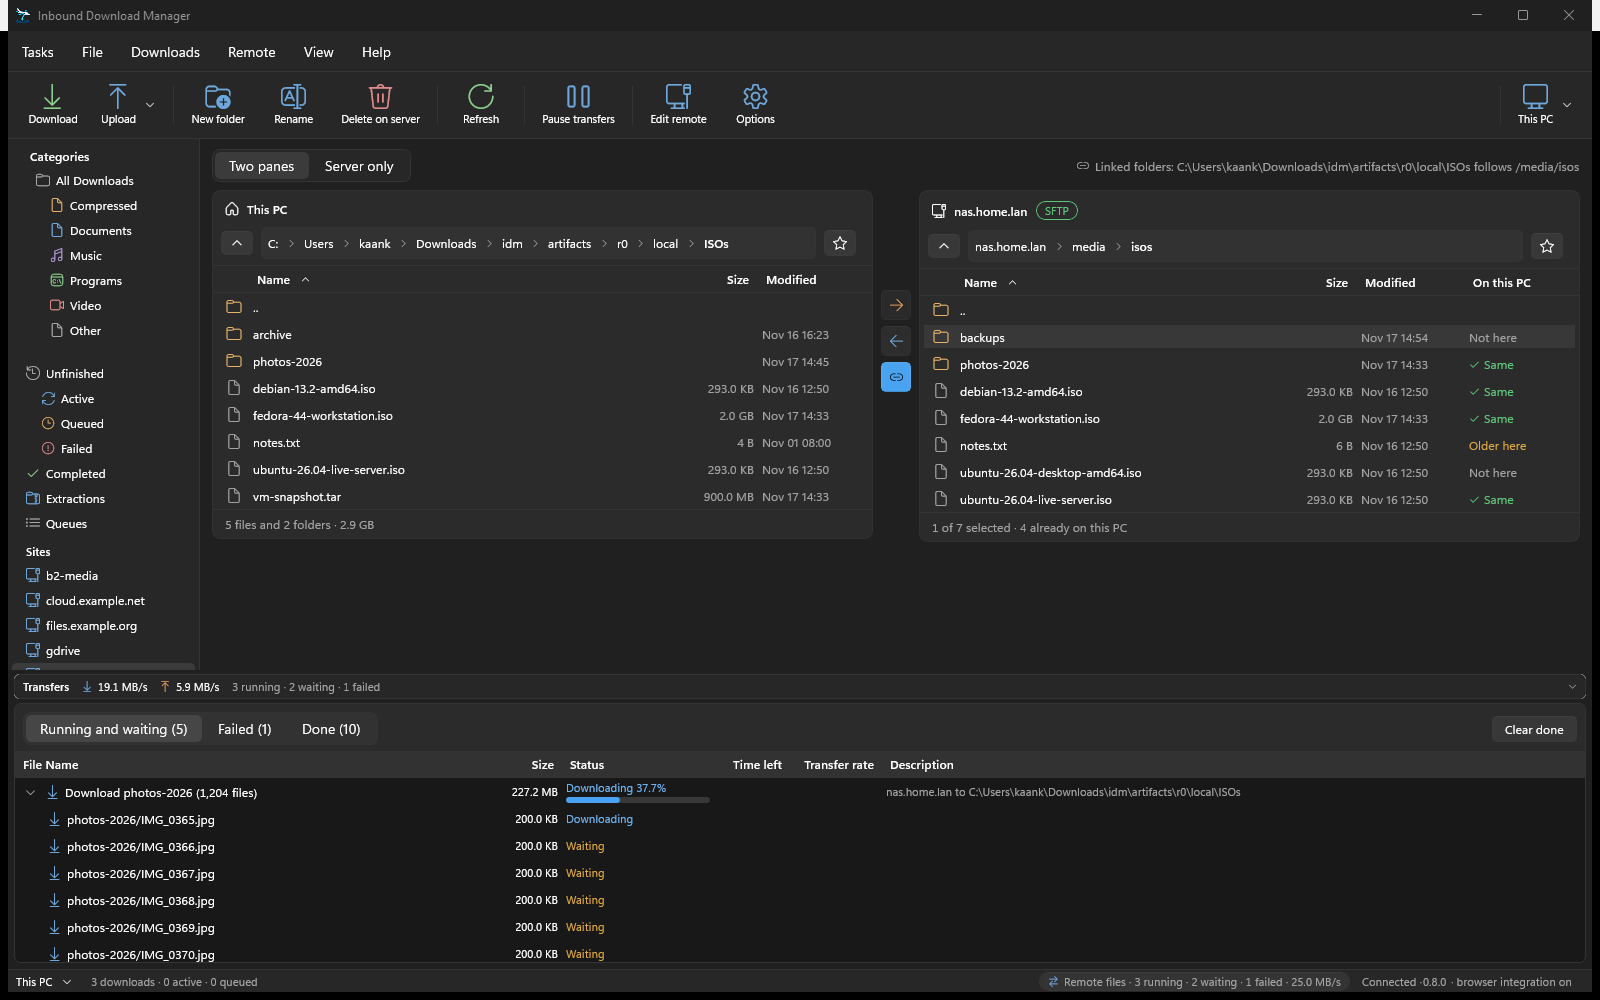 Inbound Download Manager
Tasks File Downloads Remote View Help
Download Upload New folder Rename Delete on server Refresh Pause transfers Edit remote Options This PC
Categories
All Downloads
Compressed
Documents
Music
Programs
Video
Other
Unfinished
Active
Queued
Failed
Completed
Extractions
Queues
Sites
b2-media
cloud.example.net
files.example.org
gdrive
Two panes Server only
Linked folders: C:\Users\kaank\Downloads\idm\artifacts\r0\local\ISOs follows /media/isos
This PC
C: Users kaank Downloads idm artifacts r0 local ISOs
Name Size Modified
..
archive Nov 16 16:23
photos-2026 Nov 17 14:45
debian-13.2-amd64.iso 293.0 KB Nov 16 12:50
fedora-44-workstation.iso 2.0 GB Nov 17 14:33
notes.txt 4 B Nov 01 08:00
ubuntu-26.04-live-server.iso 293.0 KB Nov 16 12:50
vm-snapshot.tar 900.0 MB Nov 17 14:33
5 files and 2 folders · 2.9 GB
nas.home.lan SFTP
nas.home.lan media isos
Name Size Modified On this PC
..
backups Nov 17 14:54 Not here
photos-2026 Nov 17 14:33 Same
debian-13.2-amd64.iso 293.0 KB Nov 16 12:50 Same
fedora-44-workstation.iso 2.0 GB Nov 17 14:33 Same
notes.txt 6 B Nov 16 12:50 Older here
ubuntu-26.04-desktop-amd64.iso 293.0 KB Nov 16 12:50 Not here
ubuntu-26.04-live-server.iso 293.0 KB Nov 16 12:50 Same
1 of 7 selected · 4 already on this PC
Transfers 19.1 MB/s 5.9 MB/s 3 running · 2 waiting · 1 failed
Running and waiting (5) Failed (1) Done (10) Clear done
File Name Size Status Time left Transfer rate Description
Download photos-2026 (1,204 files) 227.2 MB Downloading 37.7% nas.home.lan to C:\Users\kaank\Downloads\idm\artifacts\r0\local\ISOs
photos-2026/IMG_0365.jpg 200.0 KB Downloading
photos-2026/IMG_0366.jpg 200.0 KB Waiting
photos-2026/IMG_0367.jpg 200.0 KB Waiting
photos-2026/IMG_0368.jpg 200.0 KB Waiting
photos-2026/IMG_0369.jpg 200.0 KB Waiting
photos-2026/IMG_0370.jpg 200.0 KB Waiting
This PC 3 downloads · 0 active · 0 queued Remote files · 3 running · 2 waiting · 1 failed · 25.0 MB/s Connected ·0.8.0 · browser integration on